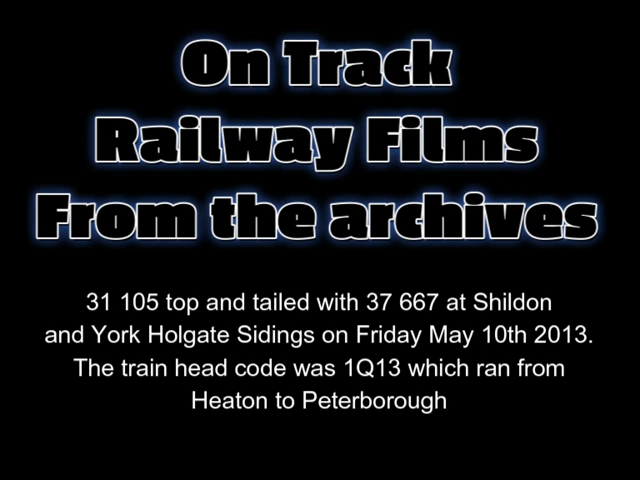 On Track
Railway Films
From the archives
31 105 top and tailed with 37 667 at Shildon
and York Holgate Sidings on Friday May 10th 2013.
The train head code was 1Q13 which ran from
Heaton to Peterborough